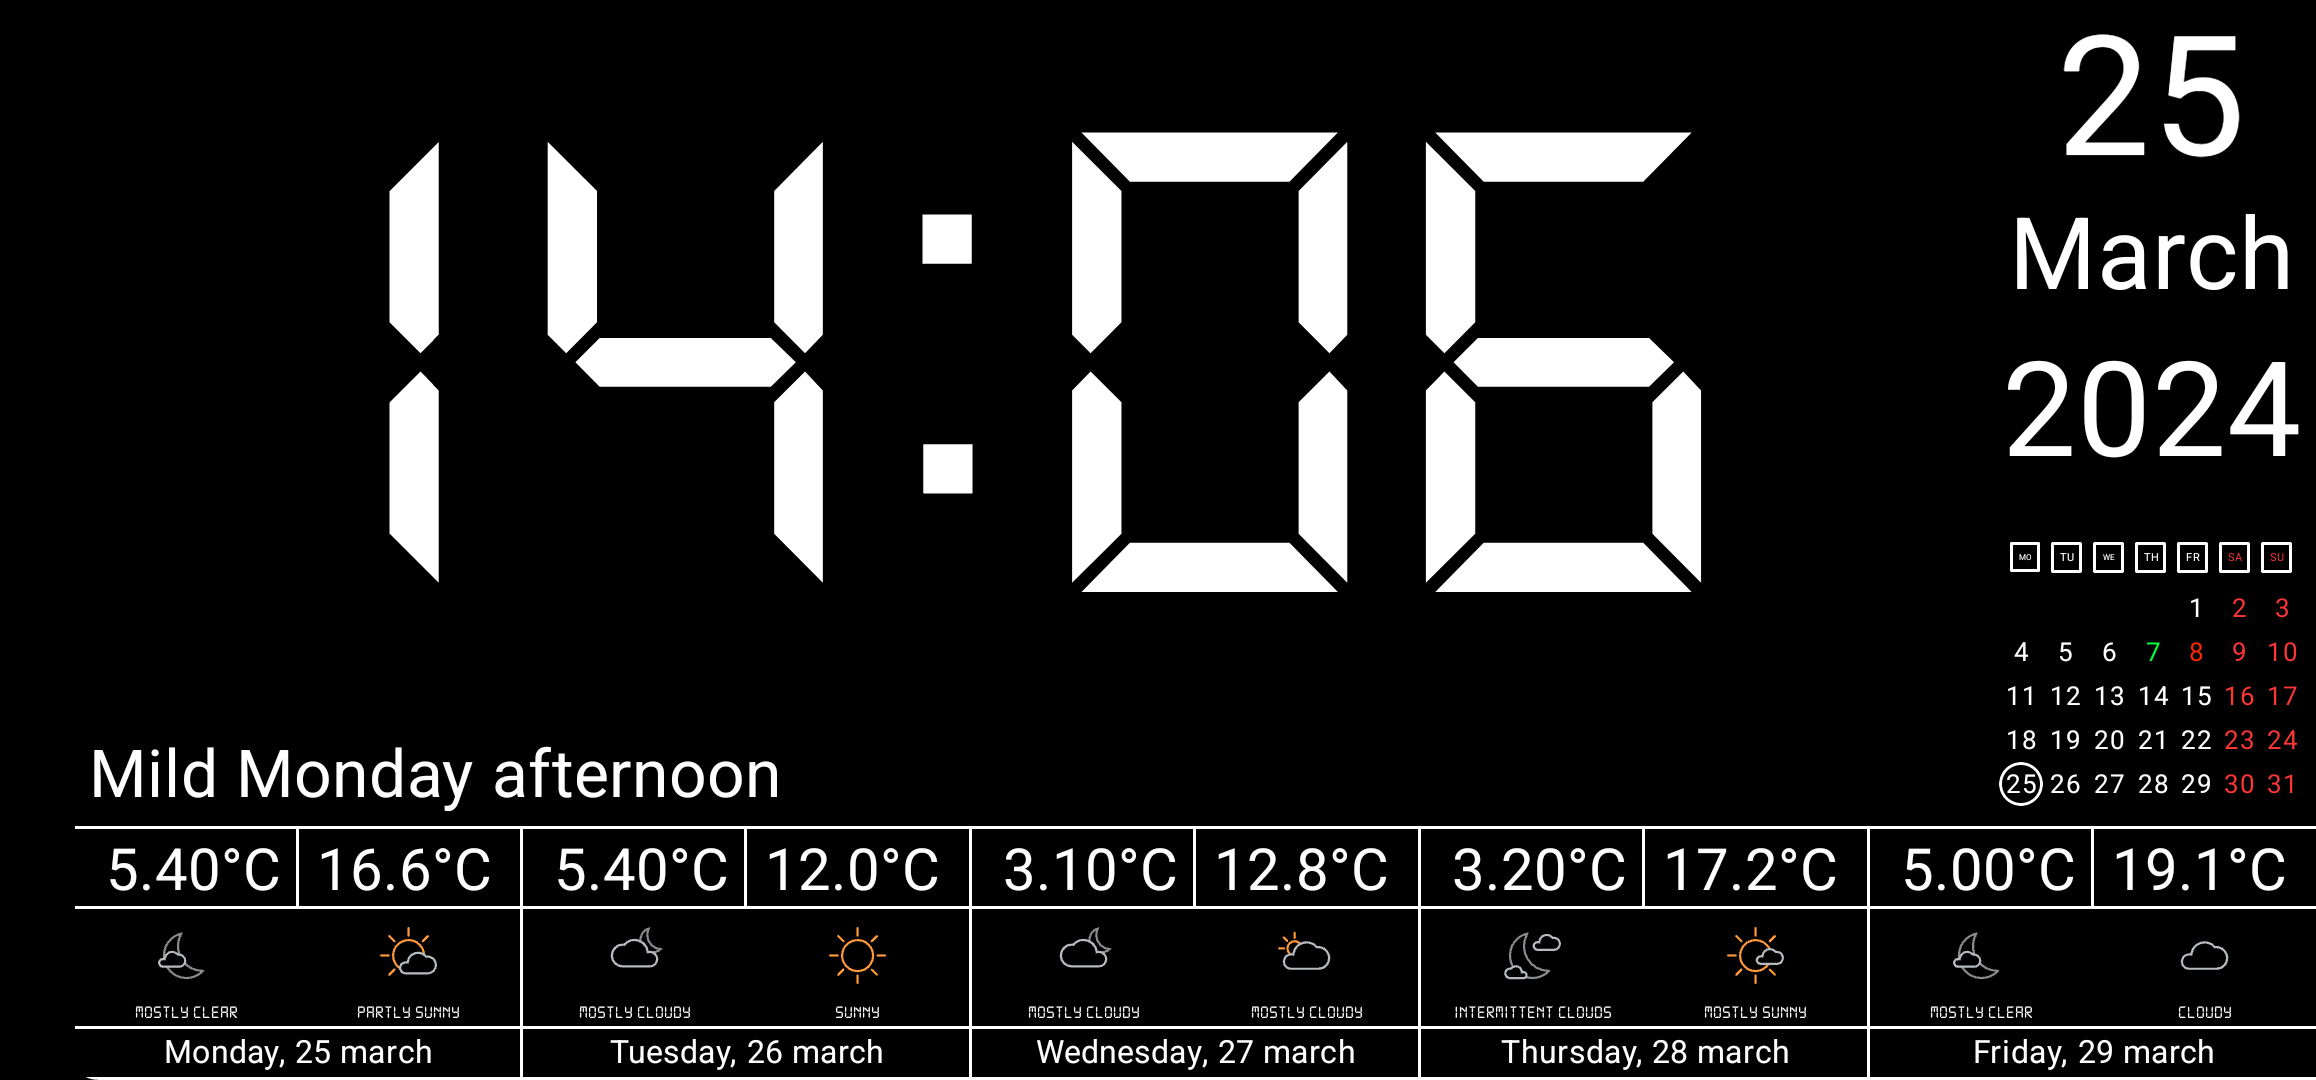 14:06
25
March
2024
MO TU WE TH FR SA SU
1 2 3
4 5 6 7 8 9 10
11 12 13 14 15 16 17
18 19 20 21 22 23 24
25 26 27 28 29 30 31
Mild Monday afternoon
5.40°C 16.6°C 5.40°C 12.0°C 3.10°C 12.8°C 3.20°C 17.2°C 5.00°C 19.1°C
MOSTLY CLEAR PARTLY SUNNY MOSTLY CLOUDY SUNNY MOSTLY CLOUDY MOSTLY CLOUDY INTERMITTENT CLOUDS MOSTLY SUNNY MOSTLY CLEAR CLOUDY
Monday, 25 march Tuesday, 26 march Wednesday, 27 march Thursday, 28 march Friday, 29 march